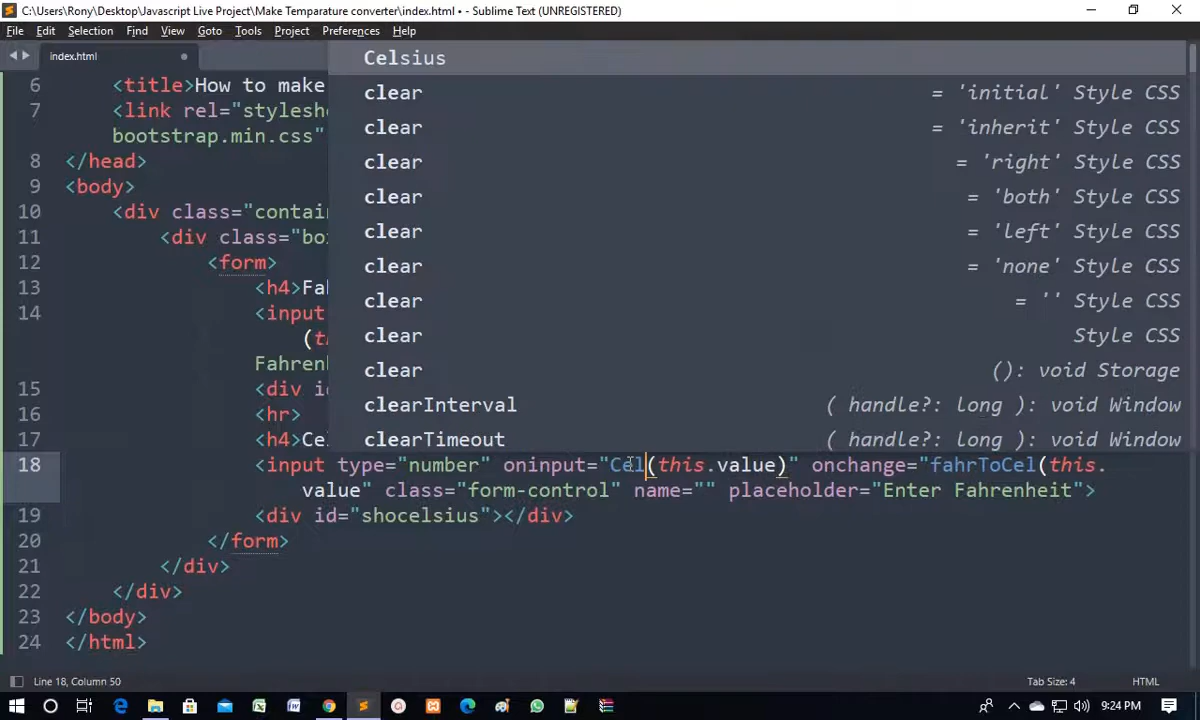 C:\Users\Rony\Desktop\Javascript Live Project\Make Temparature converter\index.html • - Sublime Text (UNREGISTERED)
File Edit Selection Find View Goto Tools Project Preferences Help
index.html
Celsius
6 <title>How to make
clear = 'initial' Style CSS
7 <link rel="stylesh
clear = 'inherit' Style CSS
bootstrap.min.css"
8 </head>
clear = 'right' Style CSS
9 <body>
clear = 'both' Style CSS
10 <div class="contai
clear = 'left' Style CSS
11 <div class="bo
12 <form>
clear = 'none' Style CSS
13 <h4>Fa
clear = '' Style CSS
14 <input
(th
clear Style CSS
Fahrenh
clear (): void Storage
15 <div i
clearInterval ( handle?: long ): void Window
16 <hr>
17 <h4>Ce
clearTimeout ( handle?: long ): void Window
18 <input type="number" oninput="Cel(this.value)" onchange="fahrToCel(this.
value" class="form-control" name="" placeholder="Enter Fahrenheit">
19 <div id="shocelsius"></div>
20 </form>
21 </div>
22 </div>
23 </body>
24 </html>
Line 18, Column 50 Tab Size: 4 HTML
9:24 PM